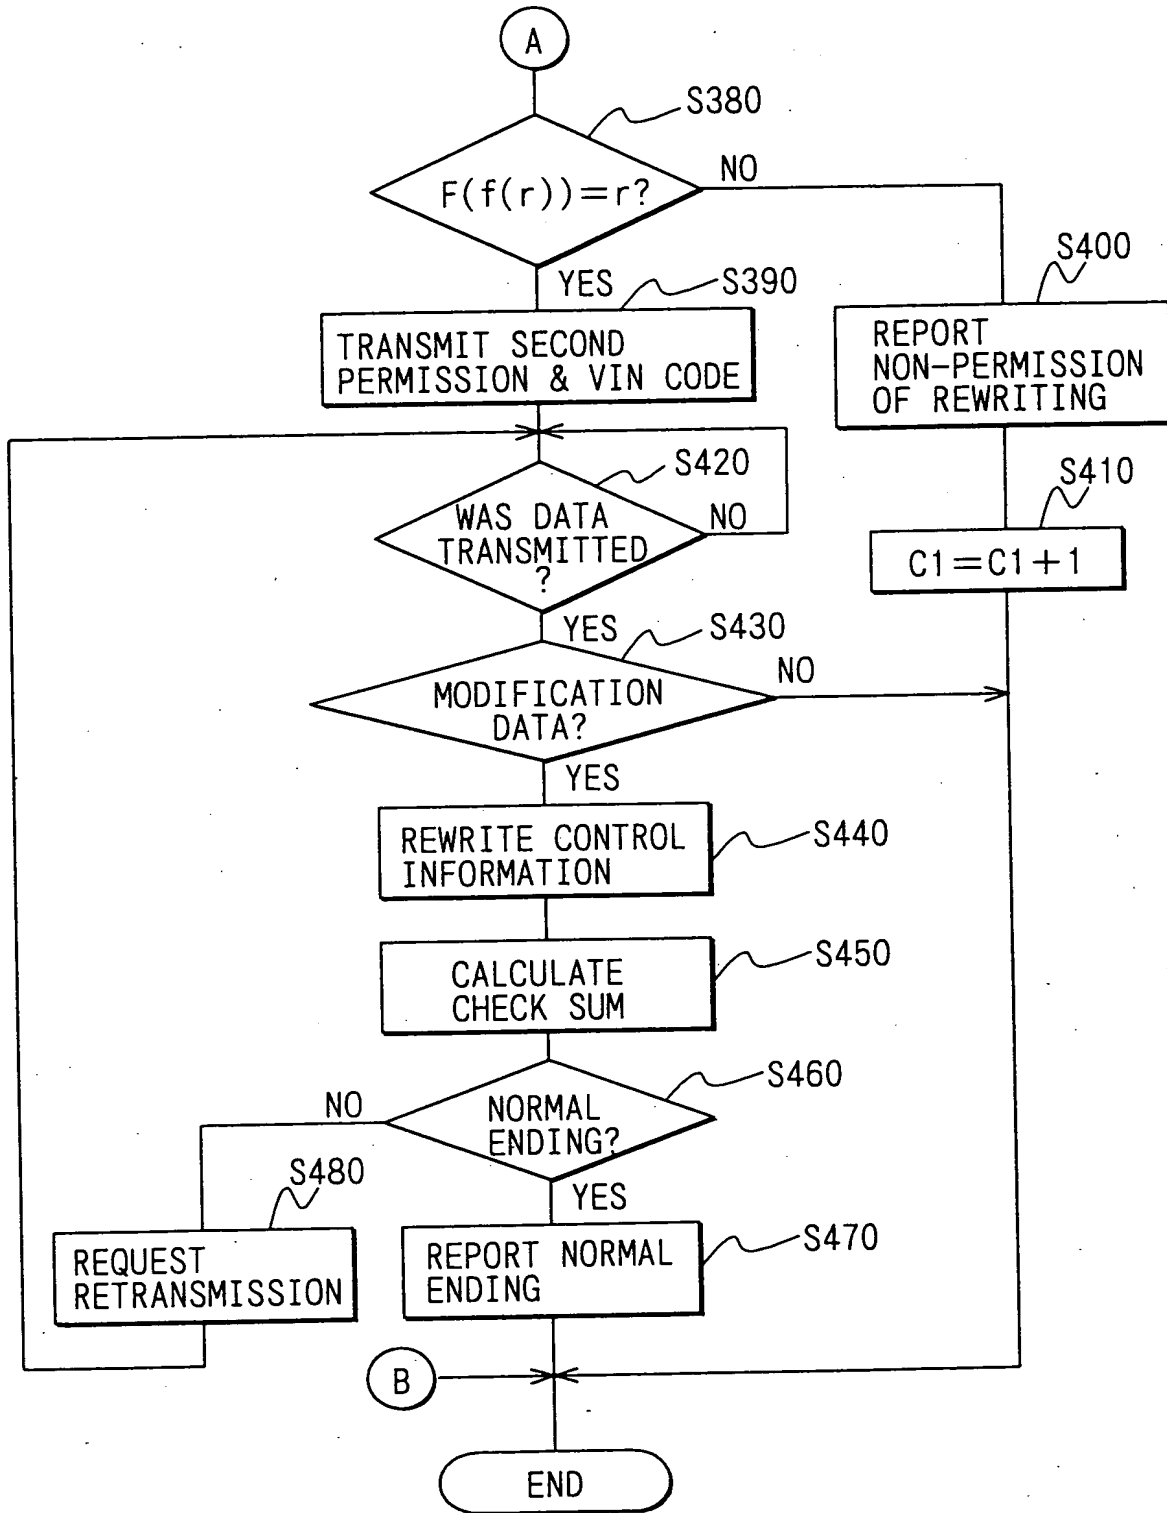 A
S380
F(f(r))=r?
NO
YES
S390
S400
TRANSMIT SECOND
PERMISSION & VIN CODE
REPORT
NON-PERMISSION
OF REWRITING
S420
S410
WAS DATA
TRANSMITTED
?
NO
C1=C1+1
YES
S430
MODIFICATION
DATA?
NO
YES
REWRITE CONTROL
INFORMATION
S440
CALCULATE
CHECK SUM
S450
S460
NO
NORMAL
ENDING?
S480
YES
REQUEST
RETRANSMISSION
REPORT NORMAL
ENDING
S470
B
END